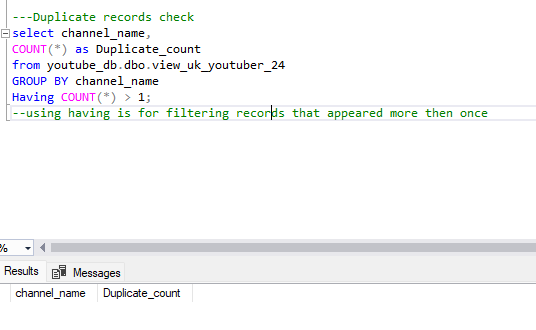 ---Duplicate records check
select channel_name,
COUNT(*) as Duplicate_count
from youtube_db.dbo.view_uk_youtuber_24
GROUP BY channel_name
Having COUNT(*) > 1;
--using having is for filtering records that appeared more then once
%
Results Messages
channel_name Duplicate_count